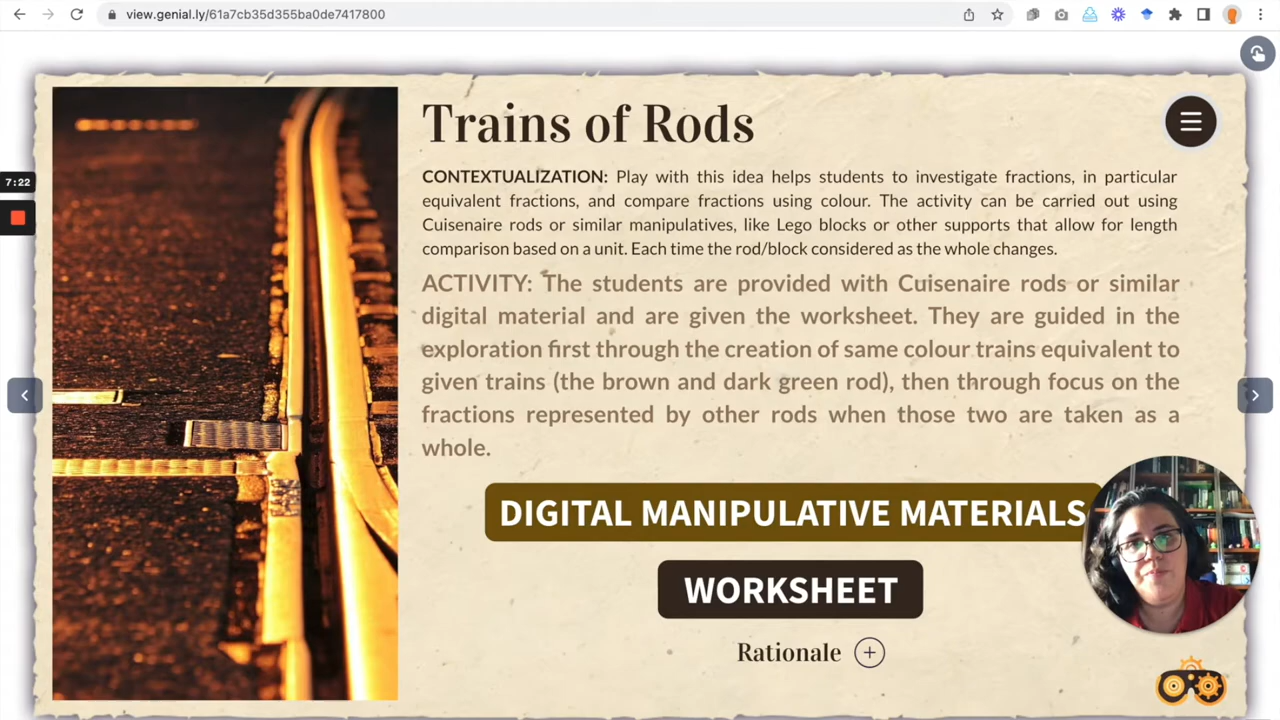 view.genial.ly/61a7cb35d355ba0de7417800
Trains of Rods
CONTEXTUALIZATION: Play with this idea helps students to investigate fractions, in particular
equivalent fractions, and compare fractions using colour. The activity can be carried out using
7:22
Cuisenaire rods or similar manipulatives, like Lego blocks or other supports that allow for length
comparison based on a unit. Each time the rod/block considered as the whole changes.
ACTIVITY: The students are provided with Cuisenaire rods or similar
digital material and are given the worksheet. They are guided in the
exploration first through the creation of same colour trains equivalent to
given trains (the brown and dark green rod), then through focus on the
fractions represented by other rods when those two are taken as a
whole.
DIGITAL MANIPULATIVE MATERIALS
WORKSHEET
Rationale